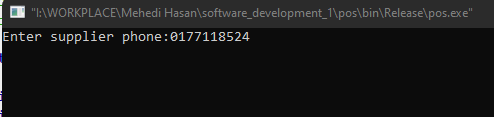 "I:\WORKPLACE\Mehedi Hasan\software_development_1\pos\bin\Release\pos.exe"
Enter supplier phone:0177118524